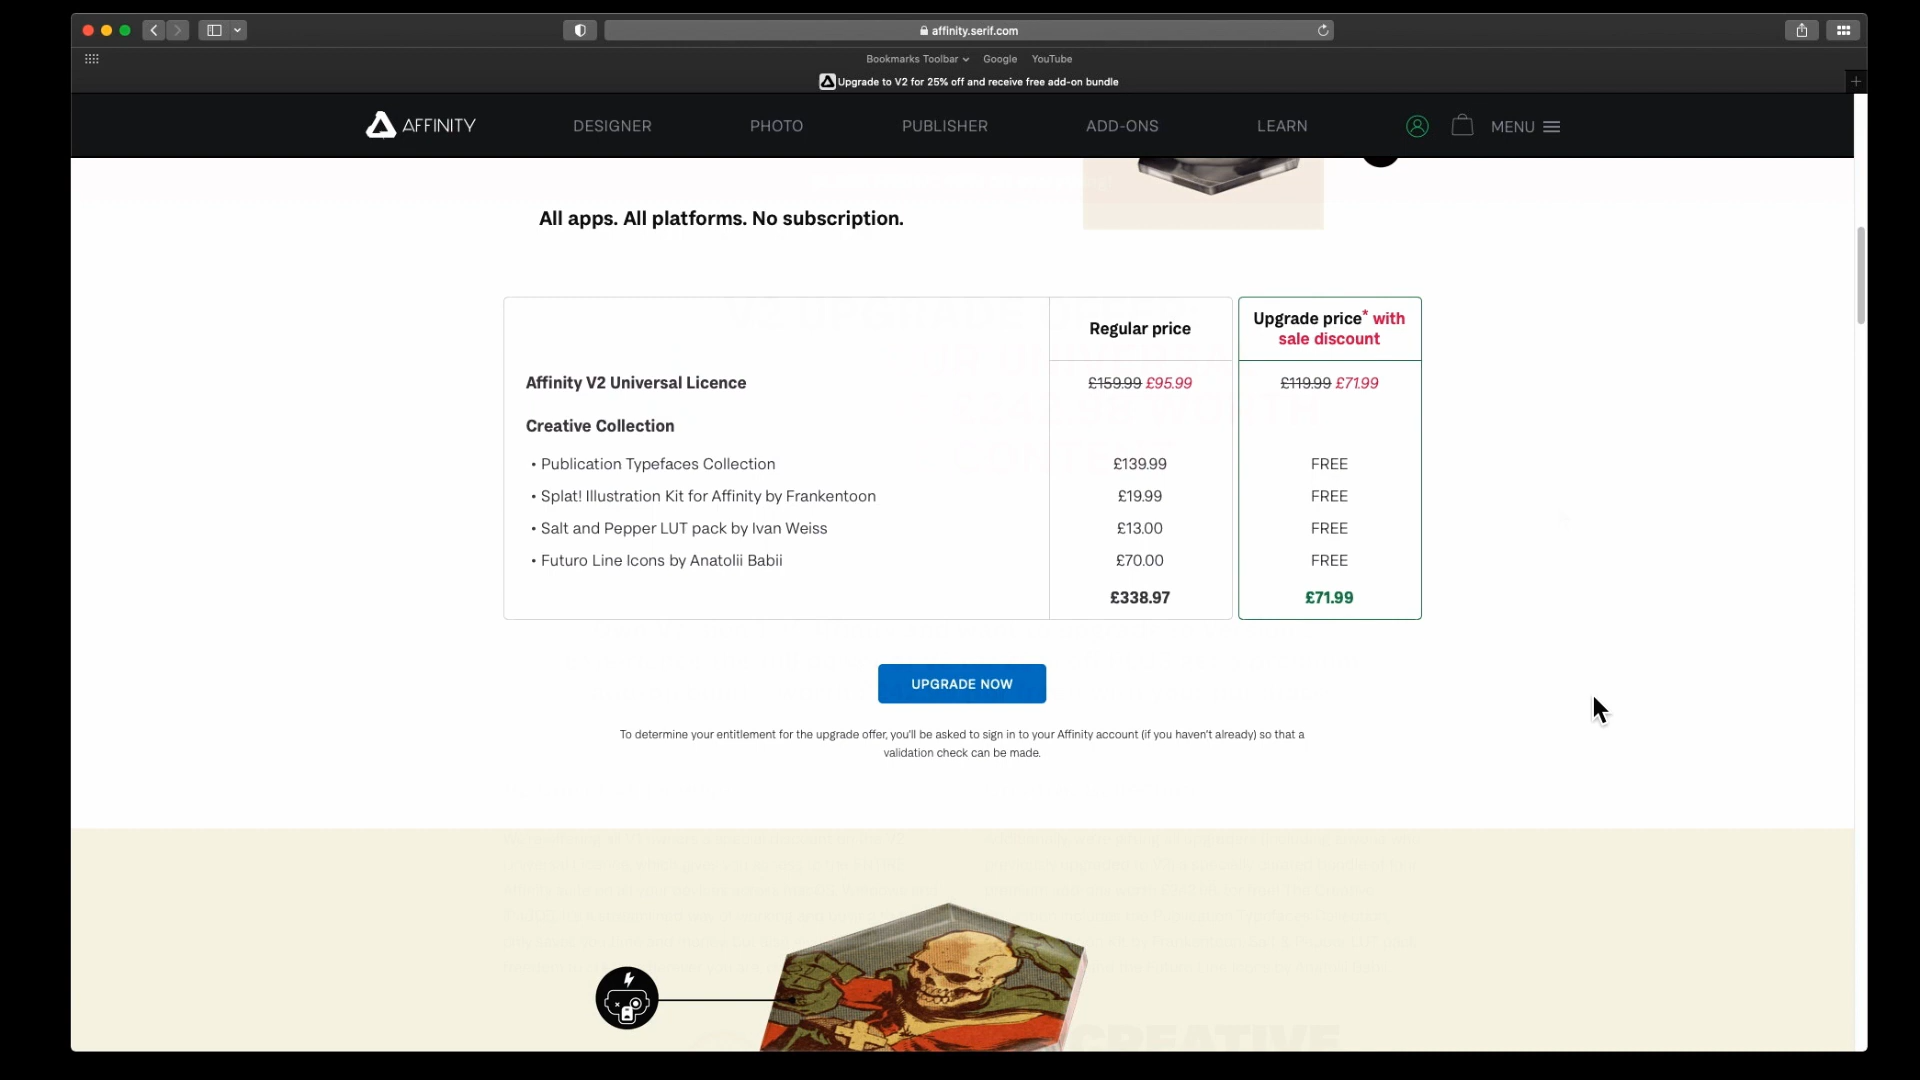 affinity.serif.com
Bookmarks Toolbar Google YouTube
Upgrade to V2 for 25% off and receive free add-on bundle
AFFINITY DESIGNER PHOTO PUBLISHER ADD-ONS LEARN MENU
All apps. All platforms. No subscription.
Regular price
Upgrade price* with
sale discount
Affinity V2 Universal Licence £159.99 £95.99 £119.99 £71.99
Creative Collection
• Publication Typefaces Collection £139.99 FREE
• Splat! Illustration Kit for Affinity by Frankentoon £19.99 FREE
• Salt and Pepper LUT pack by Ivan Weiss £13.00 FREE
• Futuro Line Icons by Anatolii Babii £70.00 FREE
£338.97 £71.99
UPGRADE NOW
To determine your entitlement for the upgrade offer, you'll be asked to sign in to your Affinity account (if you haven't already) so that a
validation check can be made.
CREATIVE